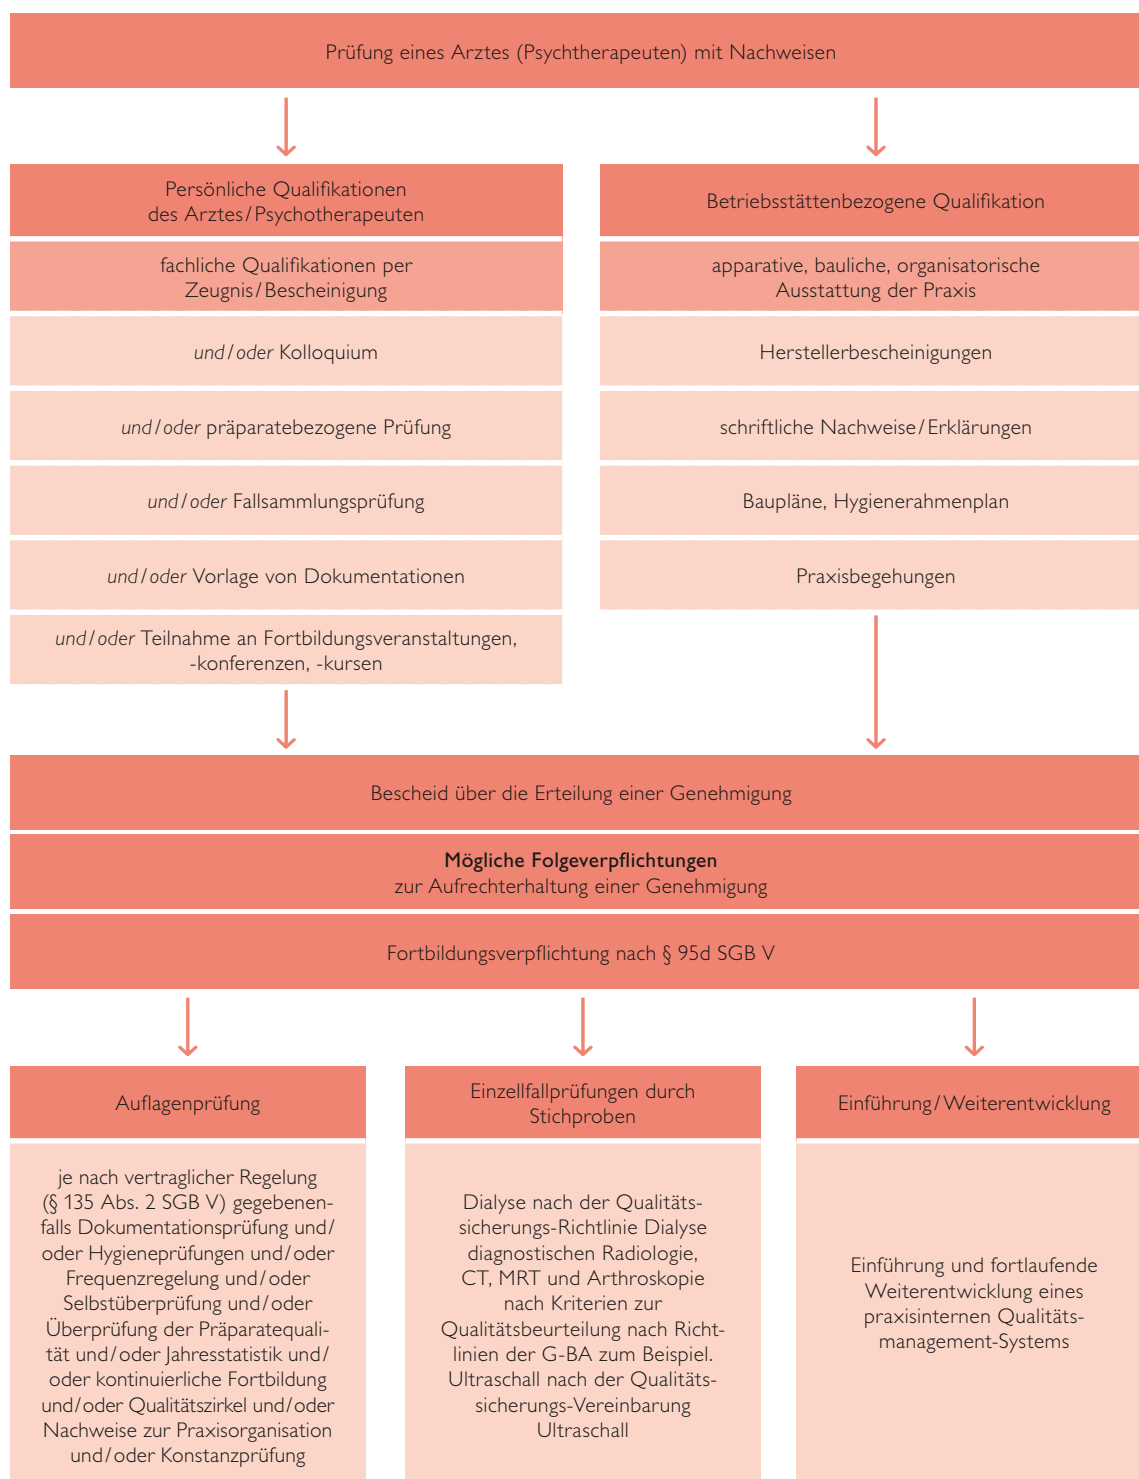 Prüfung eines Arztes (Psychtherapeuten) mit Nachweisen
Persönliche Qualifikationen
des Arztes/Psychotherapeuten
fachliche Qualifikationen per
Zeugnis/Bescheinigung
und/oder Kolloquium
und/oder präparatebezogene Prüfung
und/oder Fallsammlungsprüfung
und/oder Vorlage von Dokumentationen
und/oder Teilnahme an Fortbildungsveranstaltungen,
-konferenzen, -kursen
Betriebsstättenbezogene Qualifikation
apparative, bauliche, organisatorische
Ausstattung der Praxis
Herstellerbescheinigungen
schriftliche Nachweise/Erklärungen
Baupläne, Hygienerahmenplan
Praxisbegehungen
Bescheid über die Erteilung einer Genehmigung
Mögliche Folgeverpflichtungen
zur Aufrechterhaltung einer Genehmigung
Fortbildungsverpflichtung nach § 95d SGB V
Auflagenprüfung
je nach vertraglicher Regelung
(§ 135 Abs. 2 SGB V) gegebenen-
falls Dokumentationsprüfung und/
oder Hygieneprüfungen und/oder
Frequenzregelung und/oder
Selbstüberprüfung und/oder
Überprüfung der Präparatequali-
tät und/oder Jahresstatistik und/
oder kontinuierliche Fortbildung
und/oder Qualitätszirkel und/oder
Nachweise zur Praxisorganisation
und/oder Konstanzprüfung
Einzellfallprüfungen durch
Stichproben
Dialyse nach der Qualitäts-
sicherungs-Richtlinie Dialyse
diagnostischen Radiologie,
CT, MRT und Arthroskopie
nach Kriterien zur
Qualitätsbeurteilung nach Richt-
linien der G-BA zum Beispiel.
Ultraschall nach der Qualitäts-
sicherungs-Vereinbarung
Ultraschall
Einführung/Weiterentwicklung
Einführung und fortlaufende
Weiterentwicklung eines
praxisinternen Qualitäts-
management-Systems